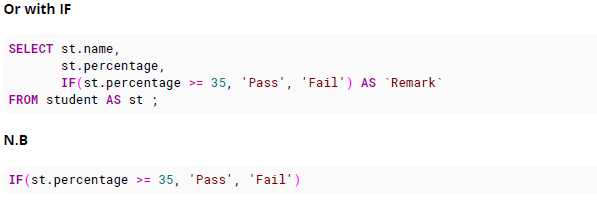 Or with IF
SELECT st.name,
       st.percentage,
       IF(st.percentage >= 35, 'Pass', 'Fail') AS `Remark`
FROM student AS st ;
N.B
IF(st.percentage >= 35, 'Pass', 'Fail')